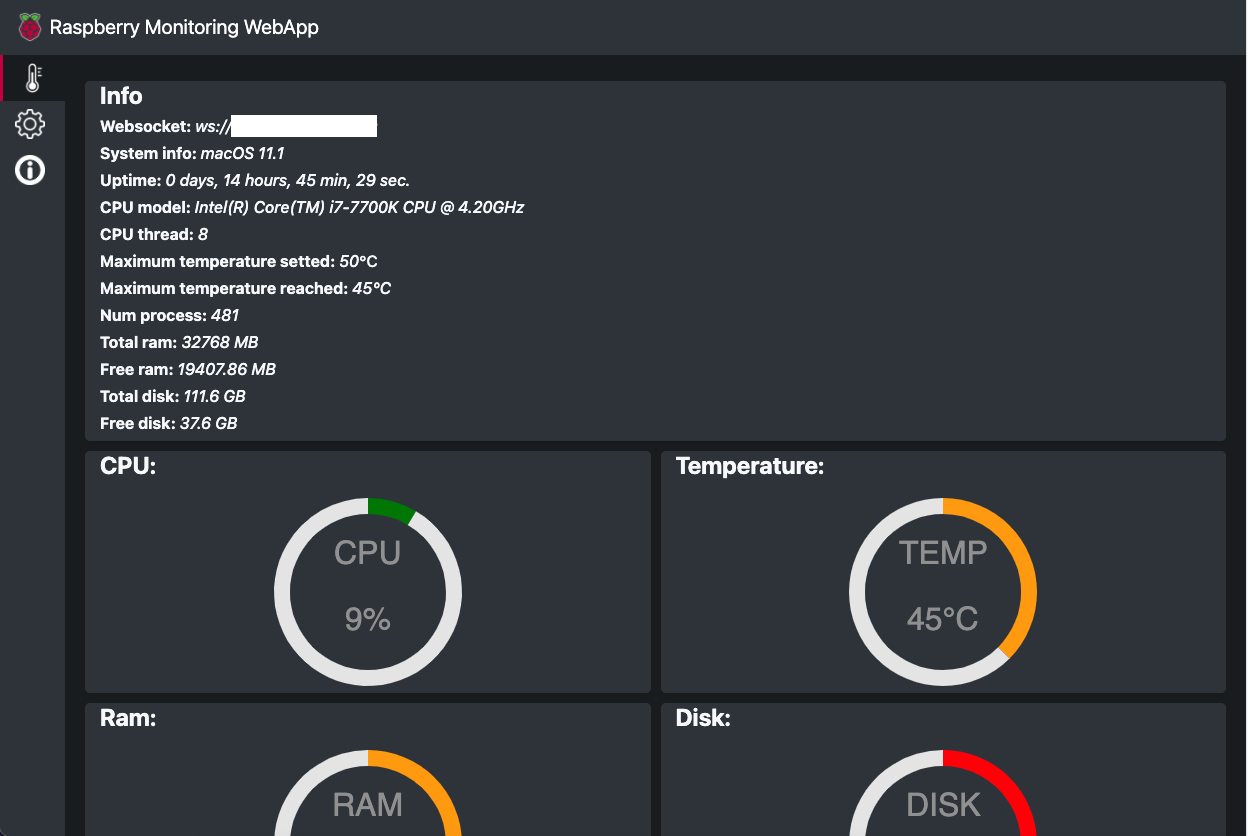 Raspberry Monitoring WebApp
Info
Websocket: ws://
System info: macOS 11.1
Uptime: 0 days, 14 hours, 45 min, 29 sec.
CPU model: Intel(R) Core(TM) i7-7700K CPU @ 4.20GHz
CPU thread: 8
Maximum temperature setted: 50°C
Maximum temperature reached: 45°C
Num process: 481
Total ram: 32768 MB
Free ram: 19407.86 MB
Total disk: 111.6 GB
Free disk: 37.6 GB
CPU:
CPU
9%
Temperature:
TEMP
45°C
Ram:
RAM
Disk:
DISK